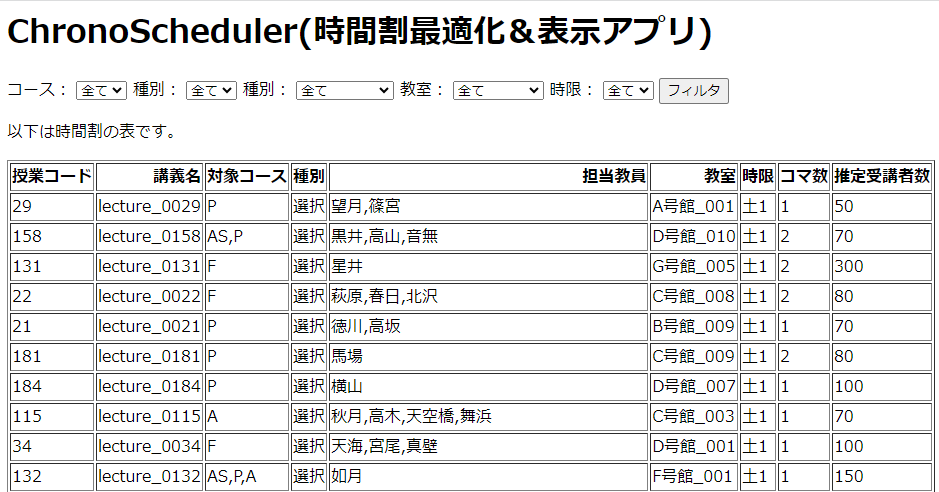 ChronoScheduler(時間割最適化＆表示アプリ)
コース： 全て 種別： 全て 種別： 全て 教室： 全て 時限： 全て フィルタ
以下は時間割の表です。
授業コード 講義名 対象コース 種別 担当教員 教室 時限 コマ数 推定受講者数
29 lecture_0029 P 選択 望月,篠宮 A号館_001 土1 1 50
158 lecture_0158 AS,P 選択 黒井,高山,音無 D号館_010 土1 2 70
131 lecture_0131 F 選択 星井 G号館_005 土1 2 300
22 lecture_0022 F 選択 萩原,春日,北沢 C号館_008 土1 2 80
21 lecture_0021 P 選択 徳川,高坂 B号館_009 土1 1 70
181 lecture_0181 P 選択 馬場 C号館_009 土1 2 80
184 lecture_0184 P 選択 横山 D号館_007 土1 1 100
115 lecture_0115 A 選択 秋月,高木,天空橋,舞浜 C号館_003 土1 1 70
34 lecture_0034 F 選択 天海,宮尾,真壁 D号館_001 土1 1 100
132 lecture_0132 AS,P,A 選択 如月 F号館_001 土1 1 150